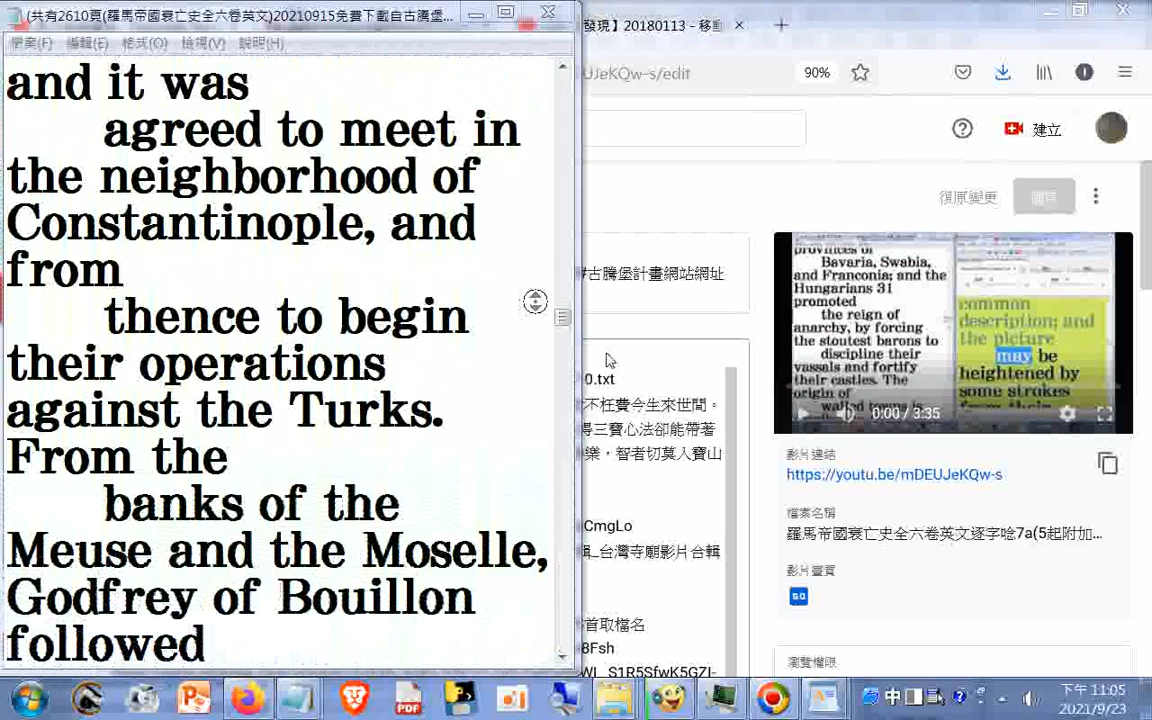 (共有2610頁(羅馬帝國衰亡史全六卷英文)20210915免費下載自古騰堡...
檔案(F) 編輯(E) 格式(O) 檢視(V) 說明(H)
and it was
agreed to meet in
the neighborhood of
Constantinople, and
from
thence to begin
their operations
against the Turks.
From the
banks of the
Meuse and the Moselle,
Godfrey of Bouillon
followed
發現】20180113 - 移動
UJeKQw-s/edit
90%
建立
復原變更
#古騰堡計畫網站網址
0.txt
不枉費今生來世間。
得三寶心法卻能帶著
樂，智者切莫入寶山
CmgLo
輯_台灣寺廟影片合輯
首取檔名
8Fsh
WI_S1R5SfwK5GZI-
provinces of
Bavaria, Swabia,
and Franconia; and the
Hungarians 31
promoted
the reign of
anarchy, by forcing
the stoutest barons to
discipline their
vassals and fortify
their castles. The
origin of
walled towns is
common
description; and
the picture
may be
heightened by
some strokes
0:00 / 3:35
影片連結
https://youtu.be/mDEUJeKQw-s
檔案名稱
羅馬帝國衰亡史全六卷英文逐字唸7a(5起附加...
影片畫質
瀏覽權限
中
下午 11:05
2021/9/23